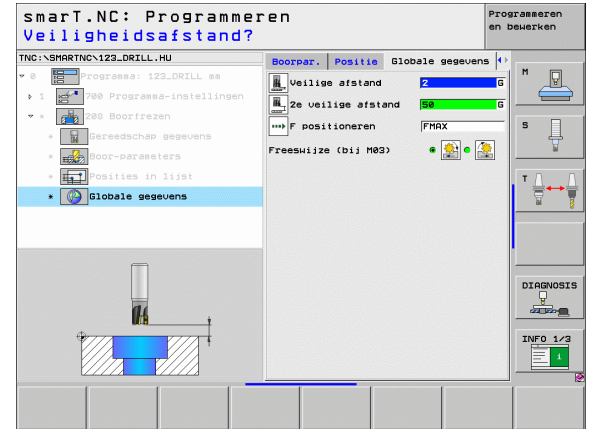 smarT.NC: Programmeren
Veiligheidsafstand?
Programmeren
en bewerken
TNC:\SMARTNC\123_DRILL.HU
0 Programma: 123_DRILL mm
1 700 Programma-instellingen
* 200 Boorfrezen
* Gereedschap gegevens
* Boor-parameters
* Posities in lijst
* Globale gegevens
Boorpar. Positie Globale gegevens
Veilige afstand 2 G
2e veilige afstand 50 G
F positioneren FMAX
Freeswijze (bij M03)
M
S
T
DIAGNOSIS
INFO 1/3
i